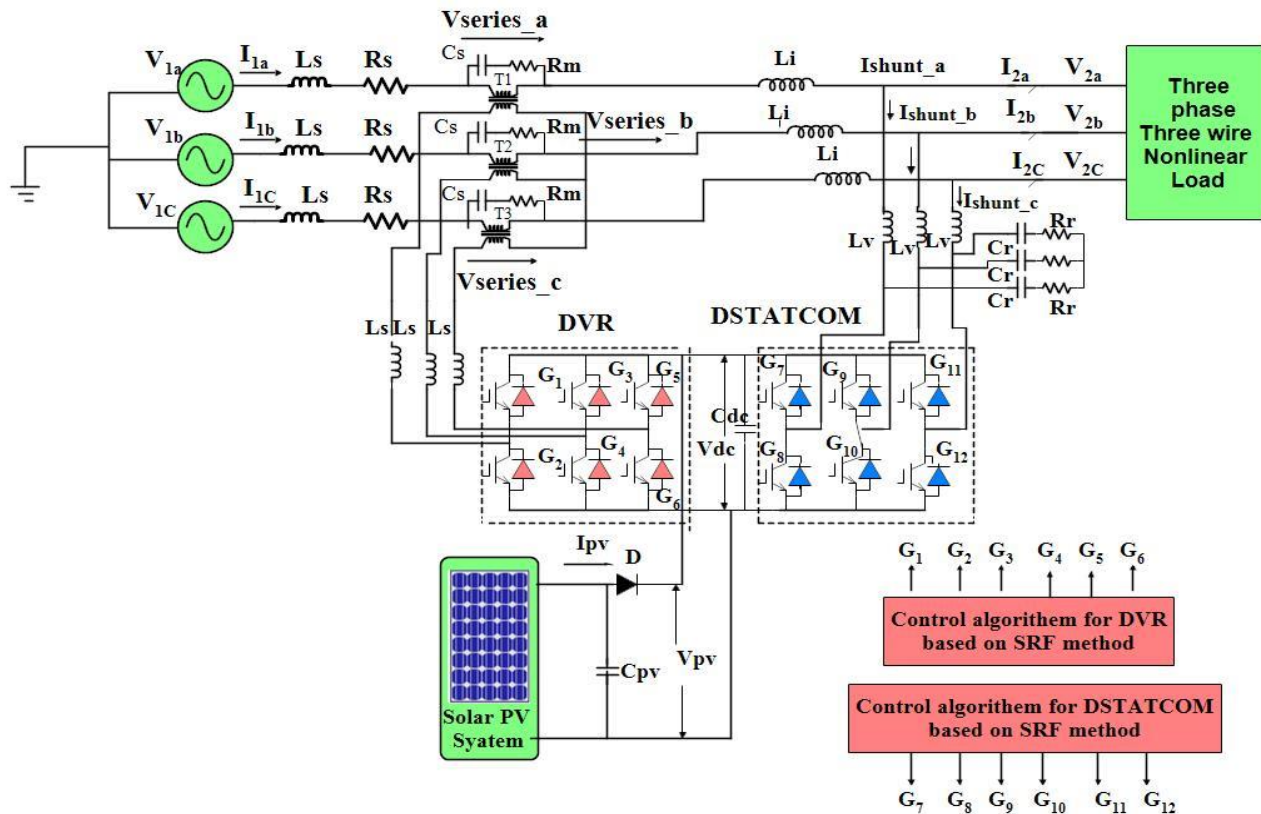 Vseries_a
V1a
I1a
Ls
Rs
Cs
Rm
T1
Li
Ishunt_a
I2a
V2a
V1b
I1b
Ls
Rs
Cs
Rm
T2
Vseries_b
Li
Ishunt_b
I2b
V2b
V1C
I1C
Ls
Rs
Cs
Rm
T3
Vseries_c
Li
I2C
V2C
Ishunt_c
Three
phase
Three wire
Nonlinear
Load
Lv
Lv
Lv
Cr
Rr
Cr
Cr
Rr
Ls
Ls
Ls
DVR
DSTATCOM
G1
G3
G5
G2
G4
G6
Cdc
Vdc
G7
G9
G11
G8
G10
G12
Ipv
D
Cpv
Vpv
Solar PV
Syatem
G1
G2
G3
G4
G5
G6
Control algorithem for DVR
based on SRF method
Control algorithem for DSTATCOM
based on SRF method
G7
G8
G9
G10
G11
G12